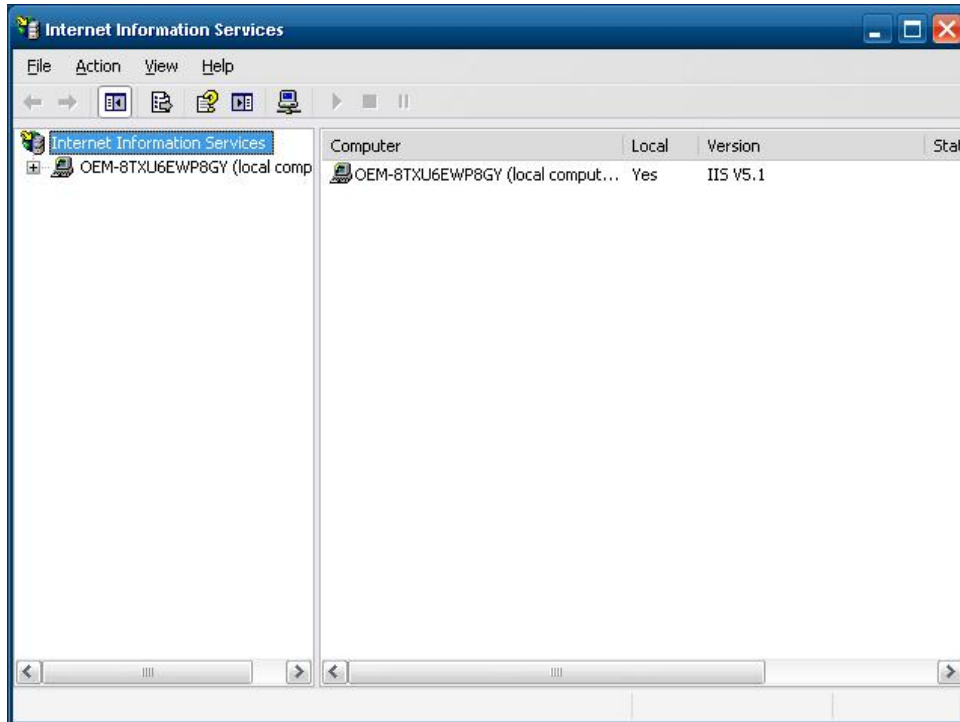 Internet Information Services
File Action View Help
Internet Information Services
OEM-8TXU6EWP8GY (local comp
Computer Local Version Stat
OEM-8TXU6EWP8GY (local comput... Yes IIS V5.1